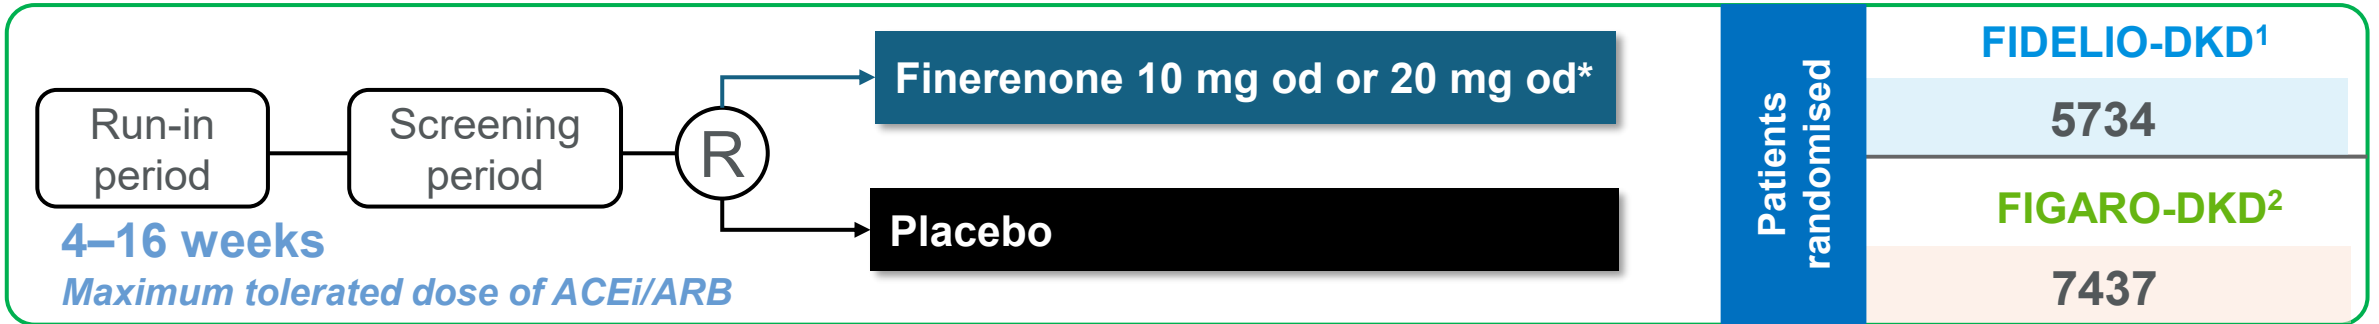 Run-in
period
4–16 weeks
Maximum tolerated dose of ACEi/ARB
Screening
period
R
Finerenone 10 mg od or 20 mg od*
Placebo
Patients
randomised
FIDELIO-DKD¹
5734
FIGARO-DKD²
7437